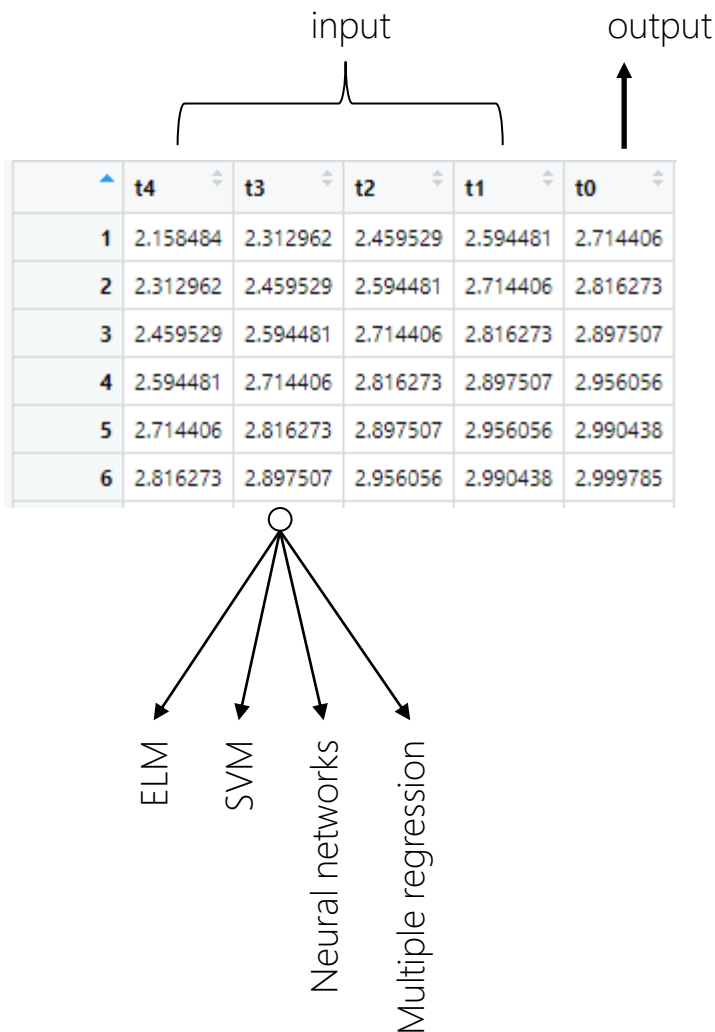 input output
t4 t3 t2 t1 t0
1 2.158484 2.312962 2.459529 2.594481 2.714406
2 2.312962 2.459529 2.594481 2.714406 2.816273
3 2.459529 2.594481 2.714406 2.816273 2.897507
4 2.594481 2.714406 2.816273 2.897507 2.956056
5 2.714406 2.816273 2.897507 2.956056 2.990438
6 2.816273 2.897507 2.956056 2.990438 2.999785
ELM
SVM
Neural networks
Multiple regression